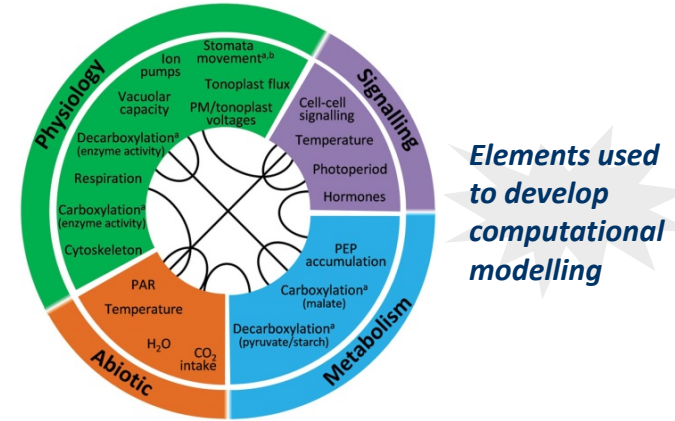 Physiology
Stomata
movementa,b
Ion
pumps
Tonoplast flux
Vacuolar
capacity
PM/tonoplast
voltages
Decarboxylationa
(enzyme activity)
Respiration
Carboxylationa
(enzyme activity)
Cytoskeleton
Signalling
Cell-cell
signalling
Temperature
Photoperiod
Hormones
Metabolism
PEP
accumulation
Carboxylationa
(malate)
Decarboxylationa
(pyruvate/starch)
Abiotic
PAR
Temperature
H2O
CO2
intake
Elements used
to develop
computational
modelling